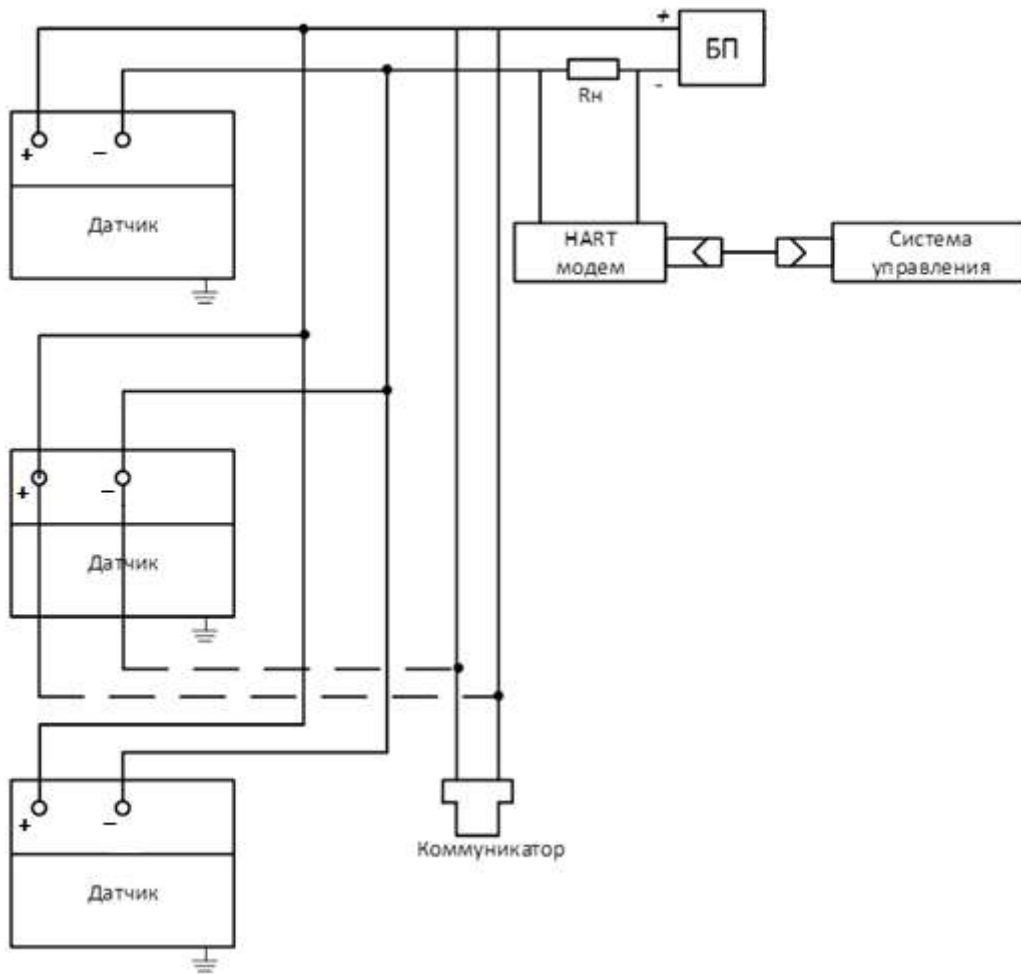 +
БП
-
Rн
+
–
Датчик
HART
модем
Система
управления
+
–
Датчик
+
–
Датчик
Коммуникатор